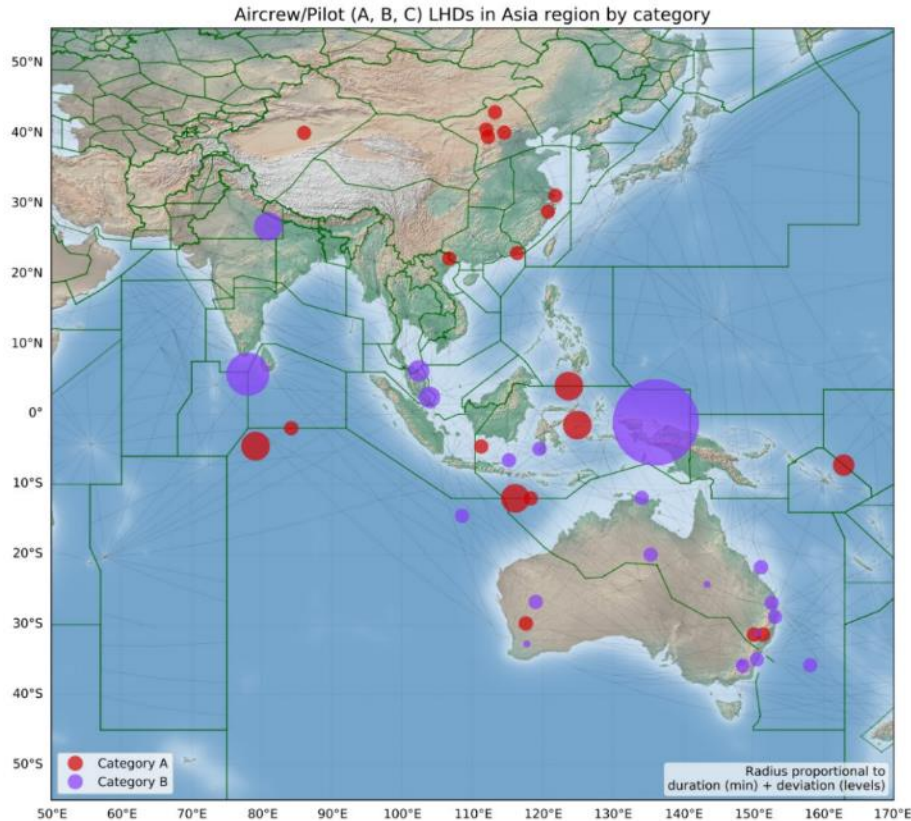 Aircrew/Pilot (A, B, C) LHDs in Asia region by category
50°N
40°N
30°N
20°N
10°N
0°
10°S
20°S
30°S
40°S
50°S
Category A
Category B
Radius proportional to
duration (min) + deviation (levels)
50°E 60°E 70°E 80°E 90°E 100°E 110°E 120°E 130°E 140°E 150°E 160°E 170°E